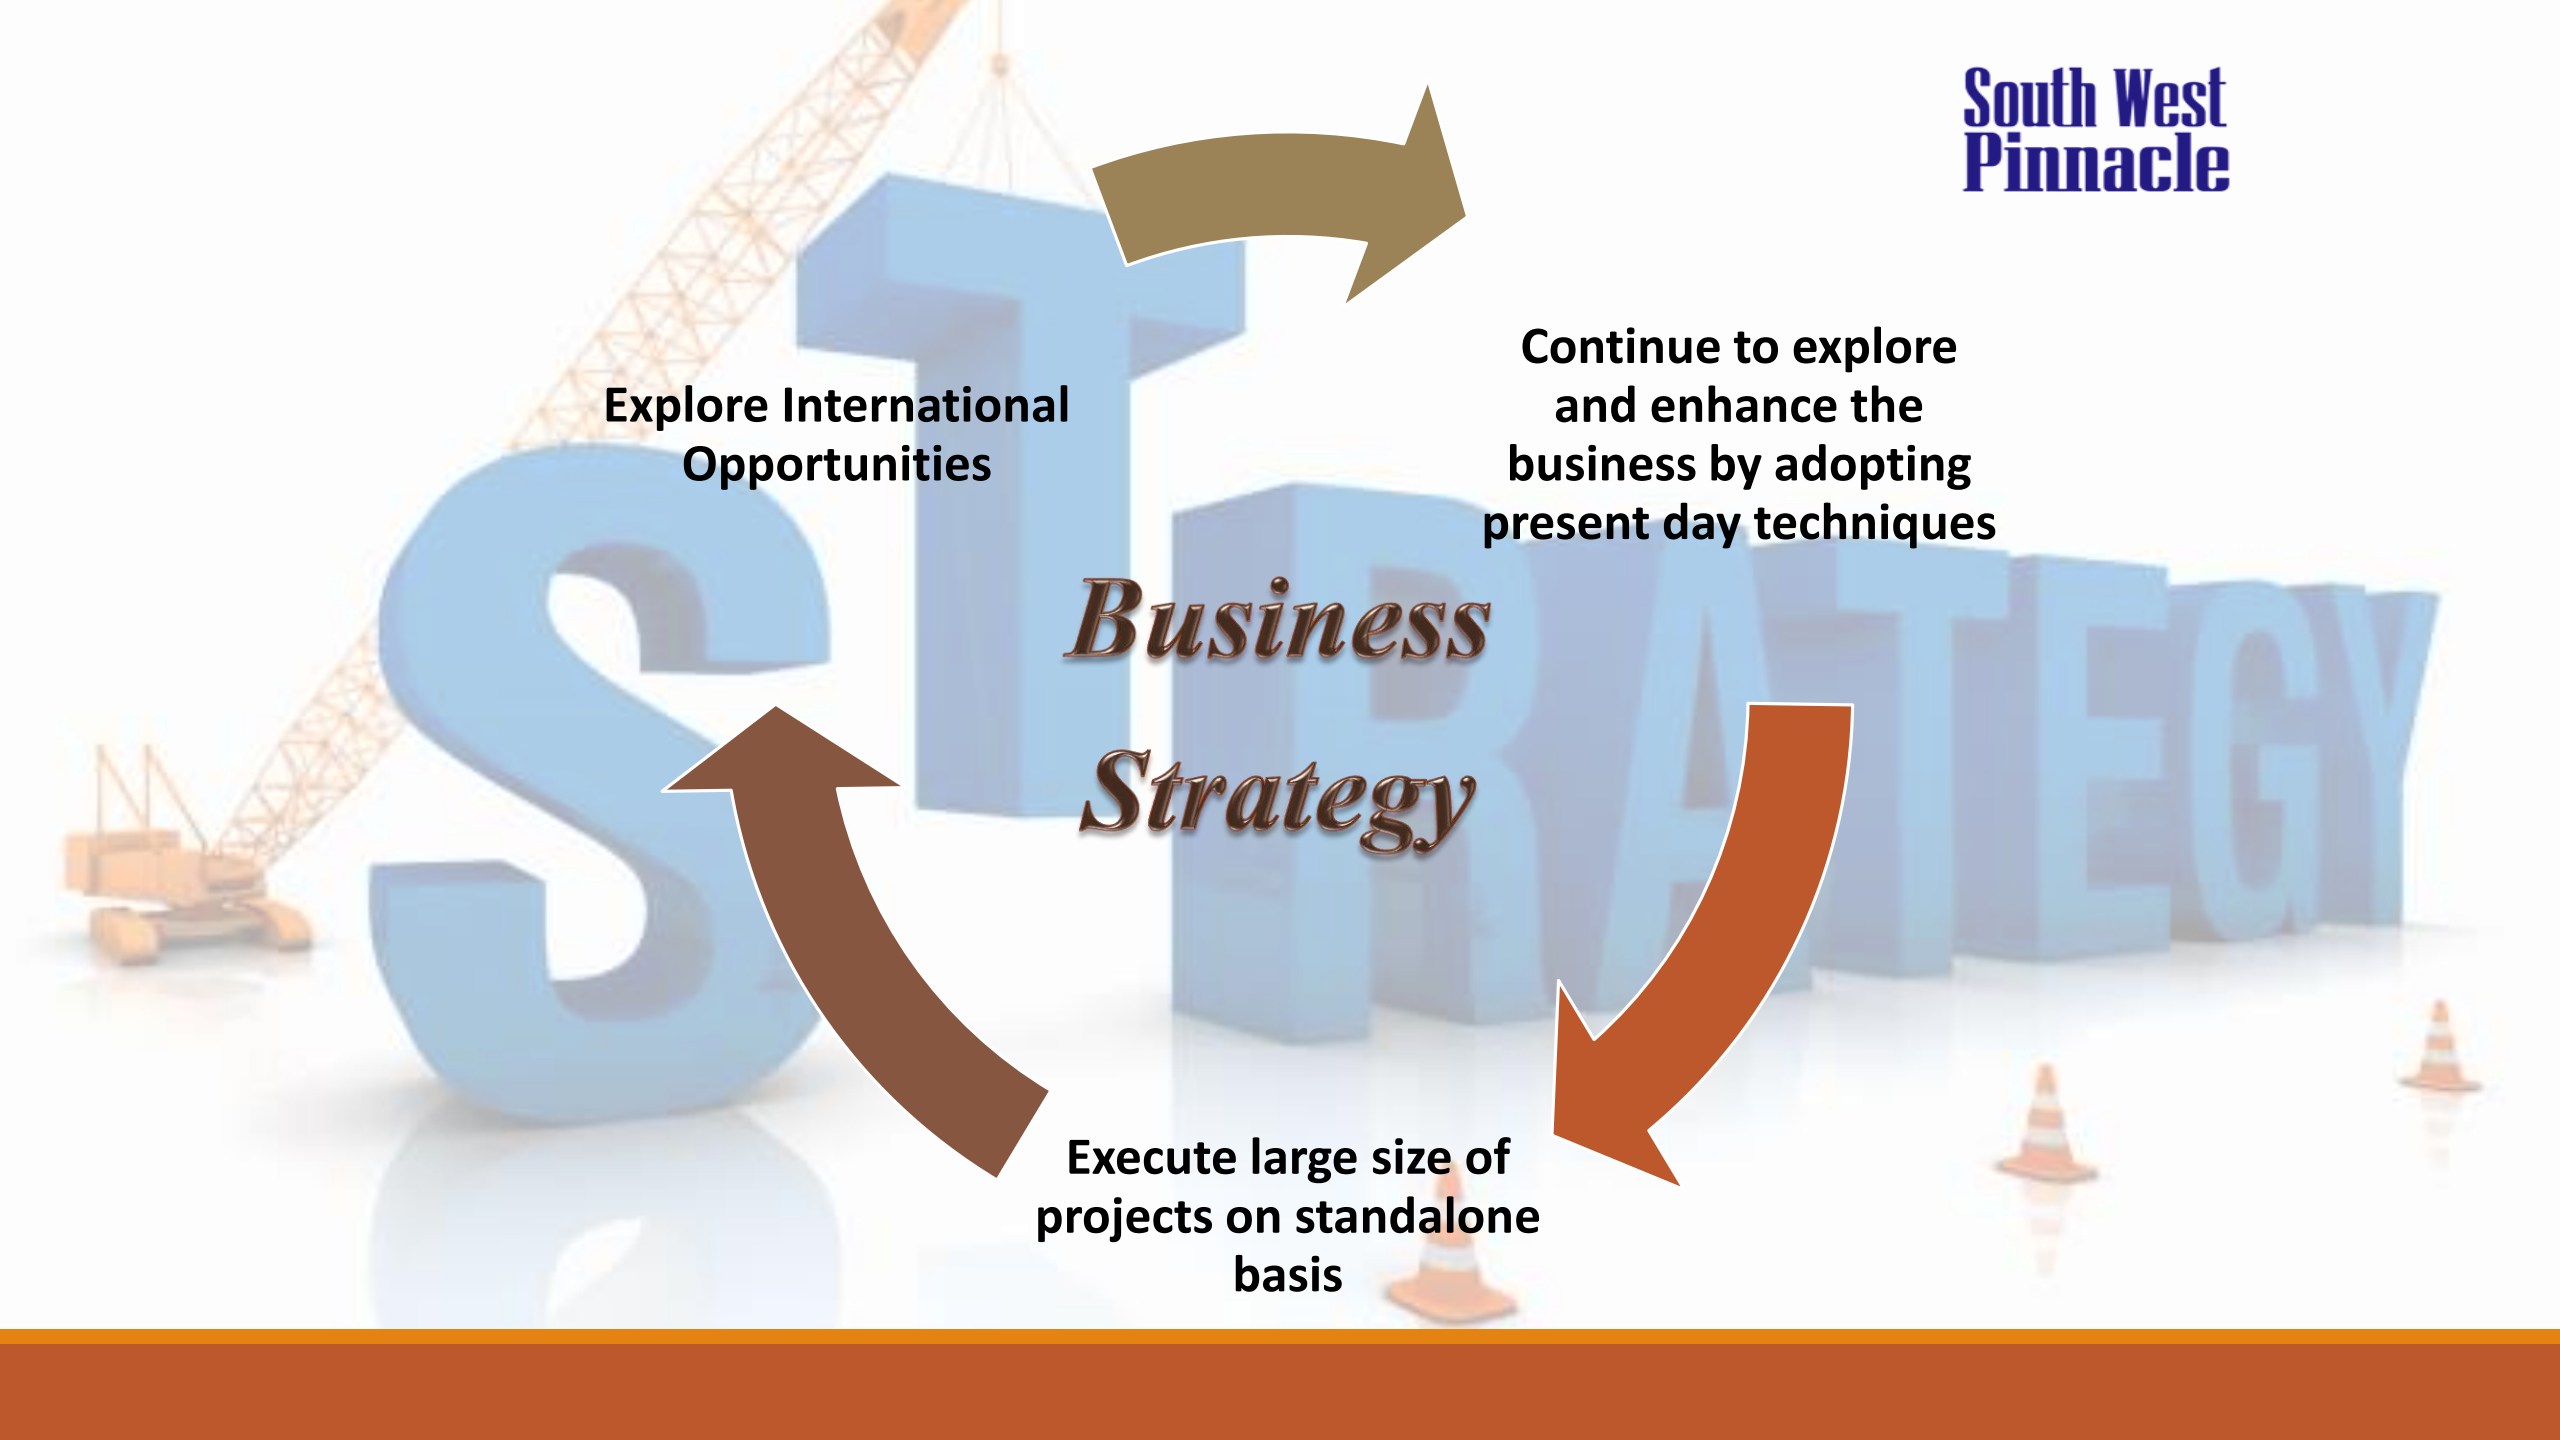 South West
Pinnacle
Explore International
Opportunities
Continue to explore
and enhance the
business by adopting
present day techniques
Business
Strategy
Execute large size of
projects on standalone
basis
STRATEGY